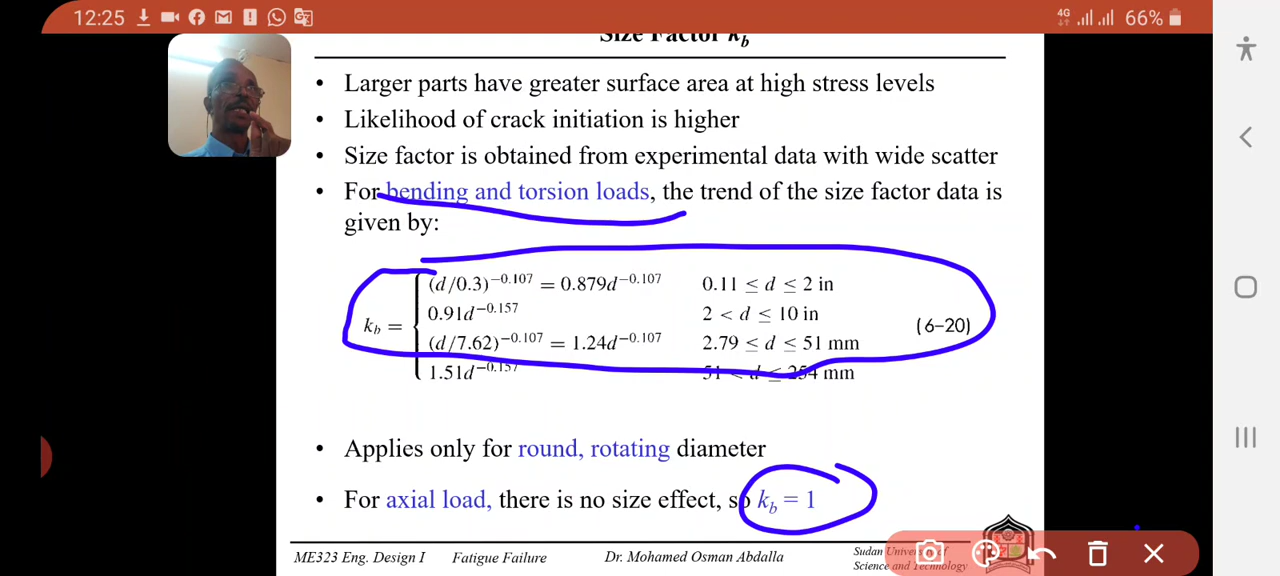 12:25
4G
66%
Size Factor kb
• Larger parts have greater surface area at high stress levels
• Likelihood of crack initiation is higher
• Size factor is obtained from experimental data with wide scatter
• For bending and torsion loads, the trend of the size factor data is
given by:
(d/0.3)^−0.107 = 0.879d^−0.107 0.11 ≤ d ≤ 2 in
0.91d^−0.157 2 < d ≤ 10 in
kb = (6–20)
(d/7.62)^−0.107 = 1.24d^−0.107 2.79 ≤ d ≤ 51 mm
1.51d^−0.157 51 < d ≤ 254 mm
• Applies only for round, rotating diameter
• For axial load, there is no size effect, so kb = 1
ME323 Eng. Design I Fatigue Failure Dr. Mohamed Osman Abdalla
Sudan University of
Science and Technology